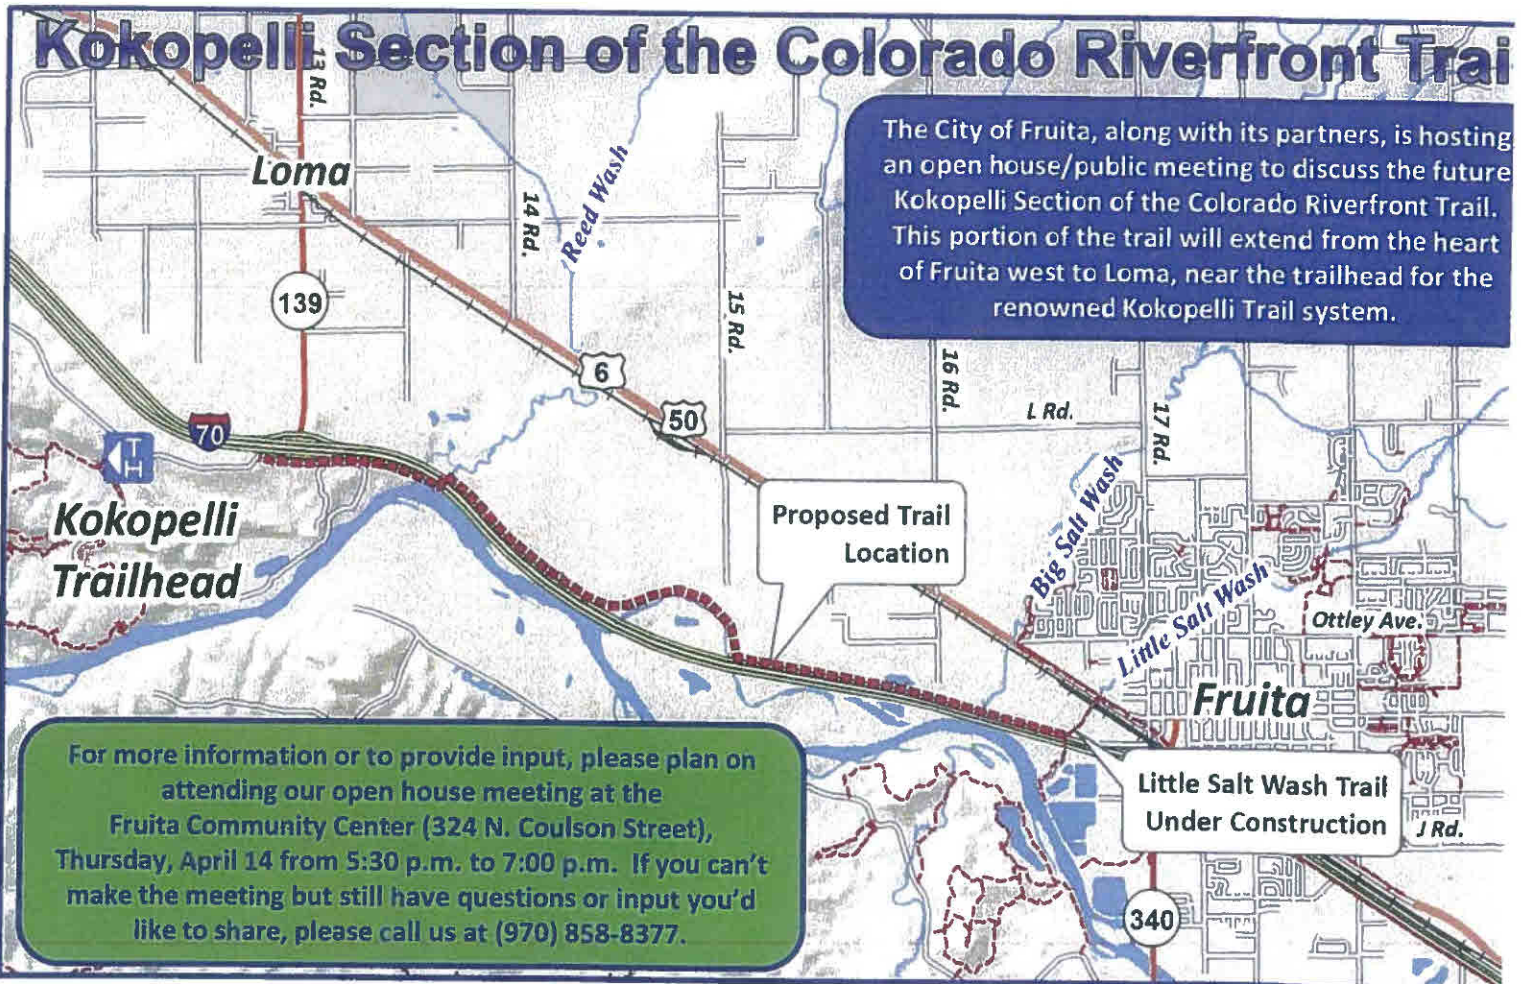 Kokopelli Section of the Colorado Riverfront Trai
The City of Fruita, along with its partners, is hosting
an open house/public meeting to discuss the future
Kokopelli Section of the Colorado Riverfront Trail.
This portion of the trail will extend from the heart
of Fruita west to Loma, near the trailhead for the
renowned Kokopelli Trail system.
13 Rd.
Loma
14 Rd.
Reed Wash
139
15 Rd.
6
50
16 Rd.
L Rd.
17 Rd.
70
T
H
Kokopelli
Trailhead
Proposed Trail
Location
Big Salt Wash
Little Salt Wash
Ottley Ave.
Fruita
Little Salt Wash Trail
Under Construction
J Rd.
340
For more information or to provide input, please plan on
attending our open house meeting at the
Fruita Community Center (324 N. Coulson Street),
Thursday, April 14 from 5:30 p.m. to 7:00 p.m. If you can't
make the meeting but still have questions or input you'd
like to share, please call us at (970) 858-8377.